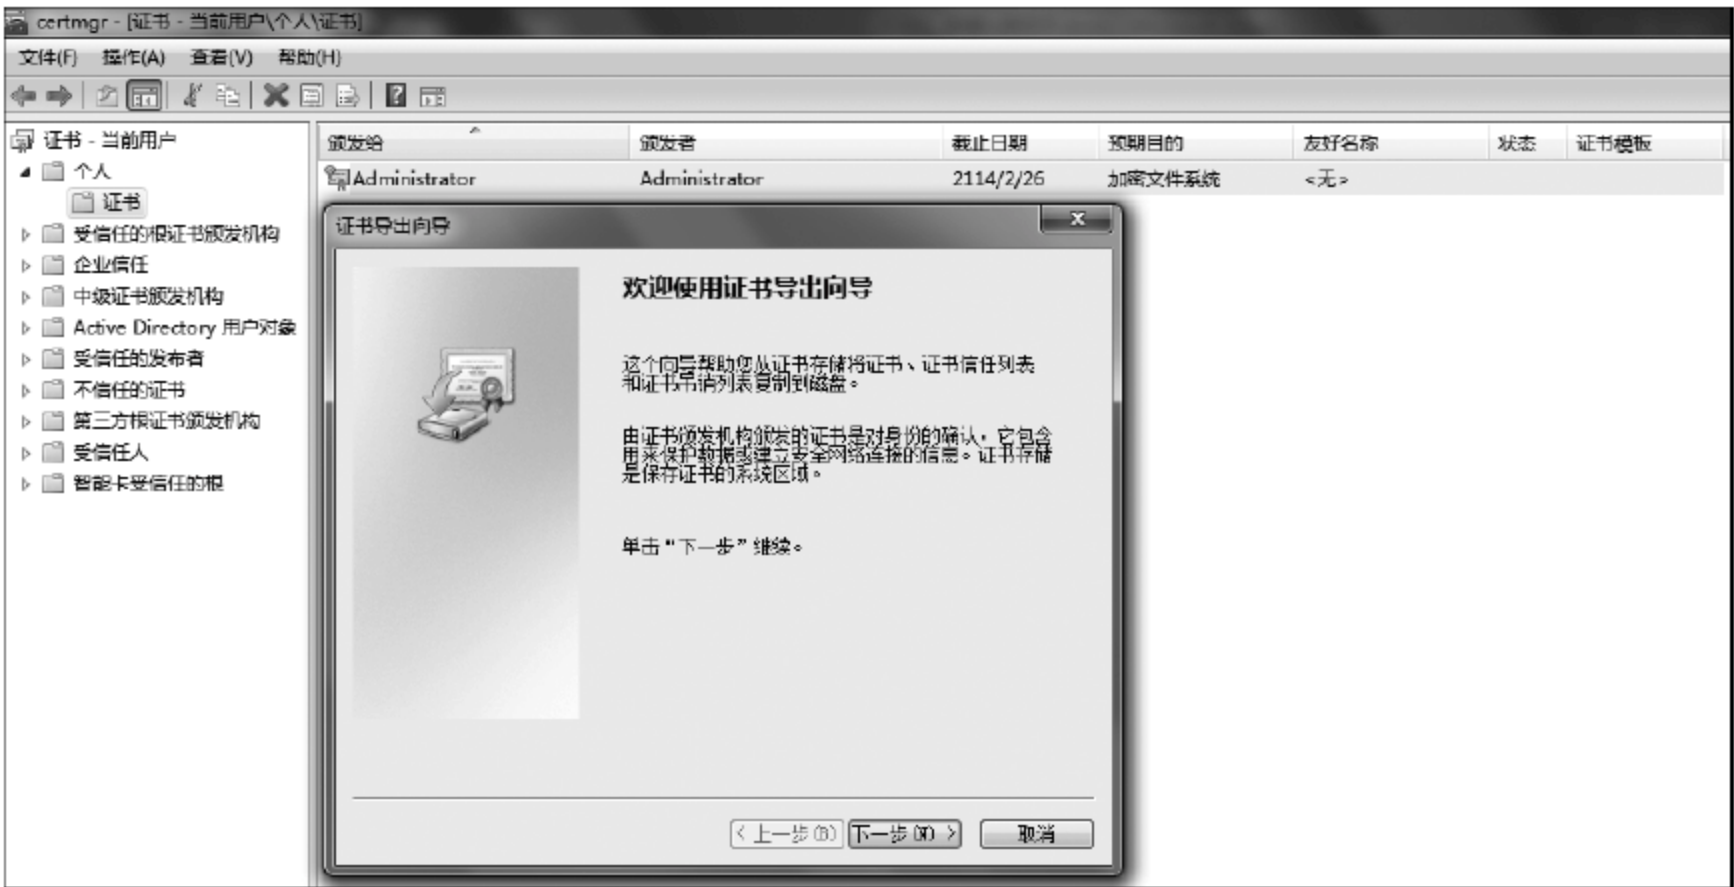 certmgr - [证书 - 当前用户\个人\证书]
文件(F) 操作(A) 查看(V) 帮助(H)
证书 - 当前用户
个人
证书
受信任的根证书颁发机构
企业信任
中级证书颁发机构
Active Directory 用户对象
受信任的发布者
不信任的证书
第三方根证书颁发机构
受信任人
智能卡受信任的根
颁发给 颁发者 截止日期 预期目的 友好名称 状态 证书模板
Administrator Administrator 2114/2/26 加密文件系统 <无>
证书导出向导
欢迎使用证书导出向导
这个向导帮助您从证书存储将证书、证书信任列表
和证书吊销列表复制到磁盘。
由证书颁发机构颁发的证书是对身份的确认，它包含
用来保护数据或建立安全网络连接的信息。证书存储
是保存证书的系统区域。
单击“下一步”继续。
< 上一步(B) 下一步(N) > 取消